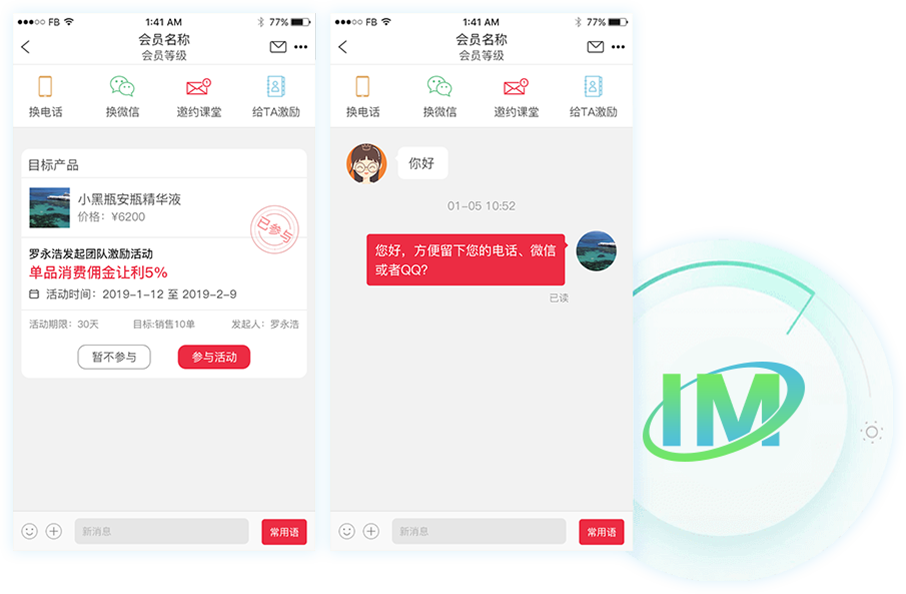 FB
1:41 AM
77%
会员名称
会员等级
换电话
换微信
邀约课堂
给TA激励
目标产品
小黑瓶安瓶精华液
价格：¥6200
已参与
罗永浩发起团队激励活动
单品消费佣金让利5%
活动时间：2019-1-12 至 2019-2-9
活动期限：30天
目标:销售10单
发起人：罗永浩
暂不参与
参与活动
新消息
常用语
FB
1:41 AM
77%
会员名称
会员等级
换电话
换微信
邀约课堂
给TA激励
你好
01-05 10:52
您好，方便留下您的电话、微信
或者QQ?
已读
新消息
常用语
IM